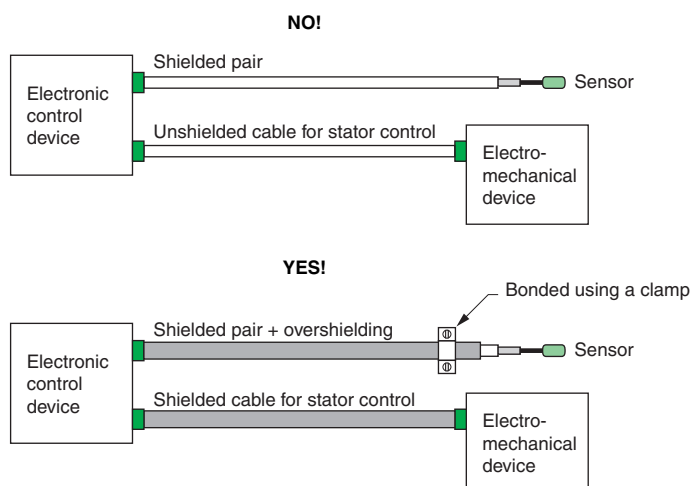 NO!
Shielded pair
Electronic
control
device
Sensor
Unshielded cable for stator control
Electro-
mechanical
device
YES!
Bonded using a clamp
Shielded pair + overshielding
Electronic
control
device
Sensor
Shielded cable for stator control
Electro-
mechanical
device